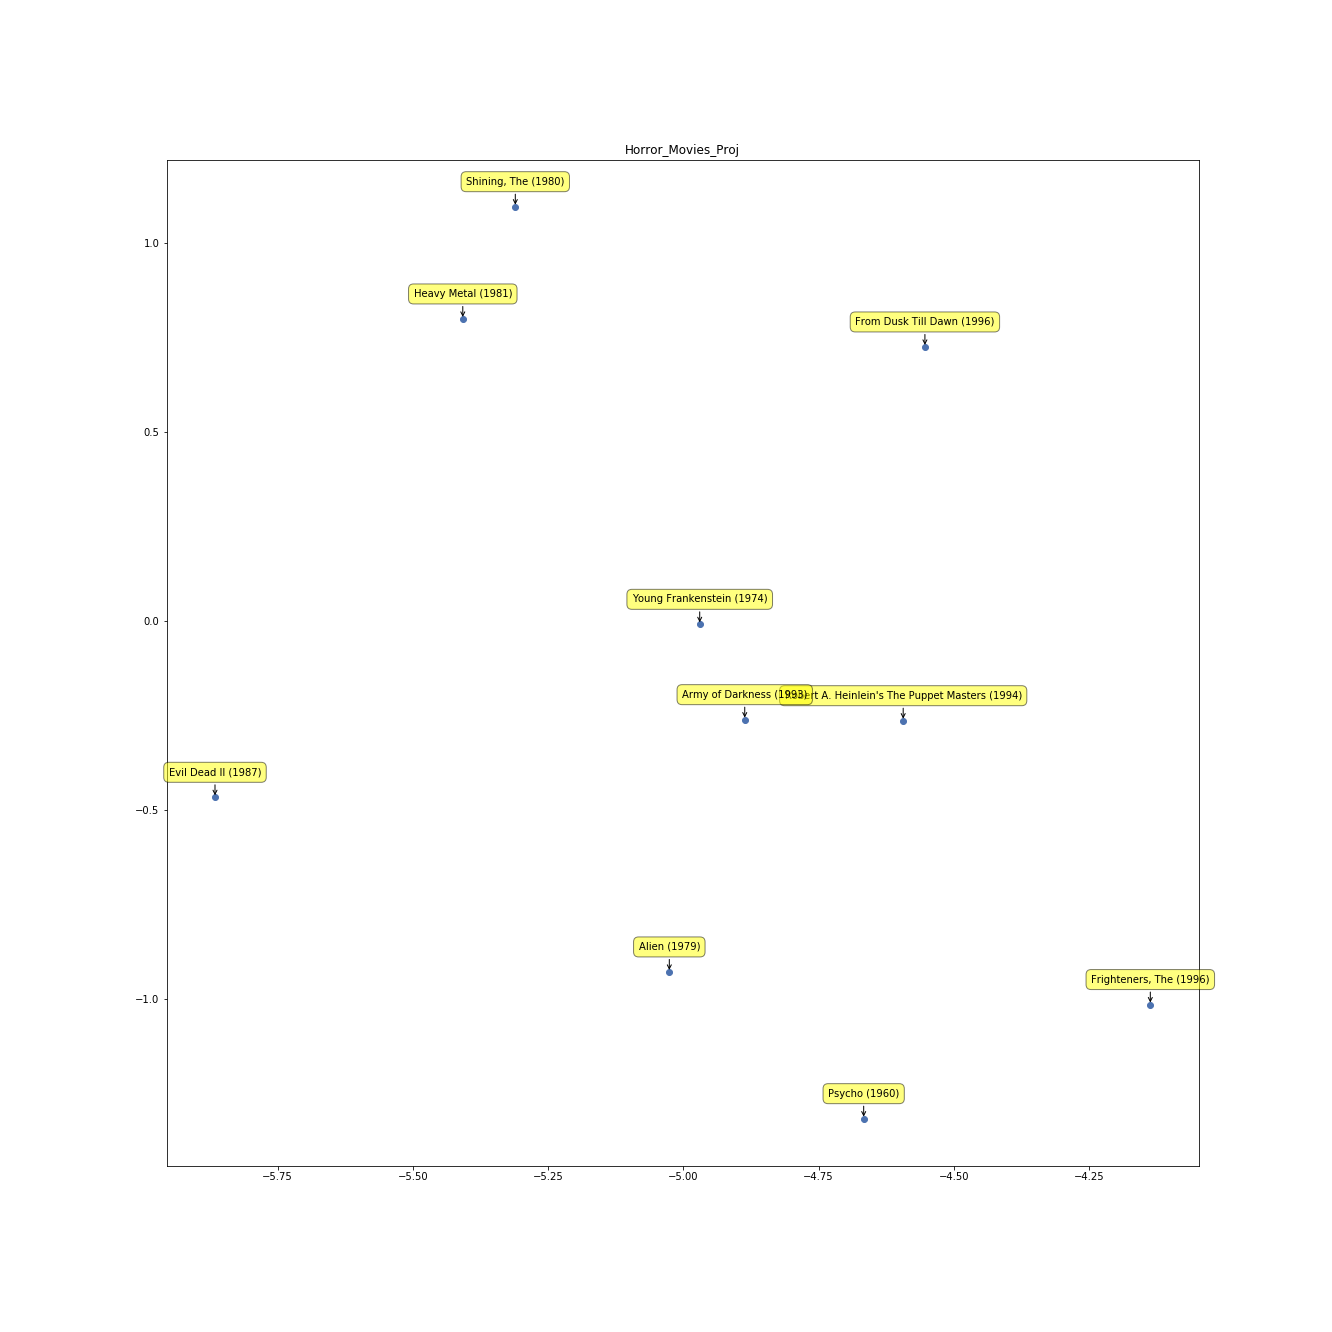 Horror_Movies_Proj
Shining, The (1980)
1.0
Heavy Metal (1981)
From Dusk Till Dawn (1996)
0.5
Young Frankenstein (1974)
0.0
Army of Darkness (1993)
A. Heinlein's The Puppet Masters (1994)
Evil Dead II (1987)
−0.5
Alien (1979)
Frighteners, The (1996)
−1.0
Psycho (1960)
−5.75 −5.50 −5.25 −5.00 −4.75 −4.50 −4.25